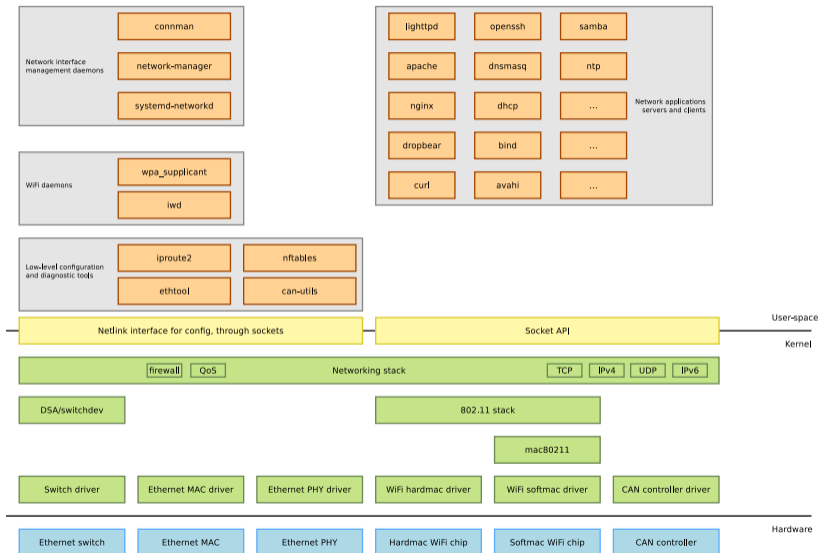 connman
Network interface
management daemons
network-manager
systemd-networkd
lighttpd
openssh
samba
apache
dnsmasq
ntp
nginx
dhcp
...
Network applications
servers and clients
dropbear
bind
...
curl
avahi
...
wpa_supplicant
WiFi daemons
iwd
iproute2
nftables
Low-level configuration
and diagnostic tools
ethtool
can-utils
Netlink interface for config, through sockets
Socket API
User-space
Kernel
firewall
QoS
Networking stack
TCP
IPv4
UDP
IPv6
DSA/switchdev
802.11 stack
mac80211
Switch driver
Ethernet MAC driver
Ethernet PHY driver
WiFi hardmac driver
WiFi softmac driver
CAN controller driver
Hardware
Ethernet switch
Ethernet MAC
Ethernet PHY
Hardmac WiFi chip
Softmac WiFi chip
CAN controller